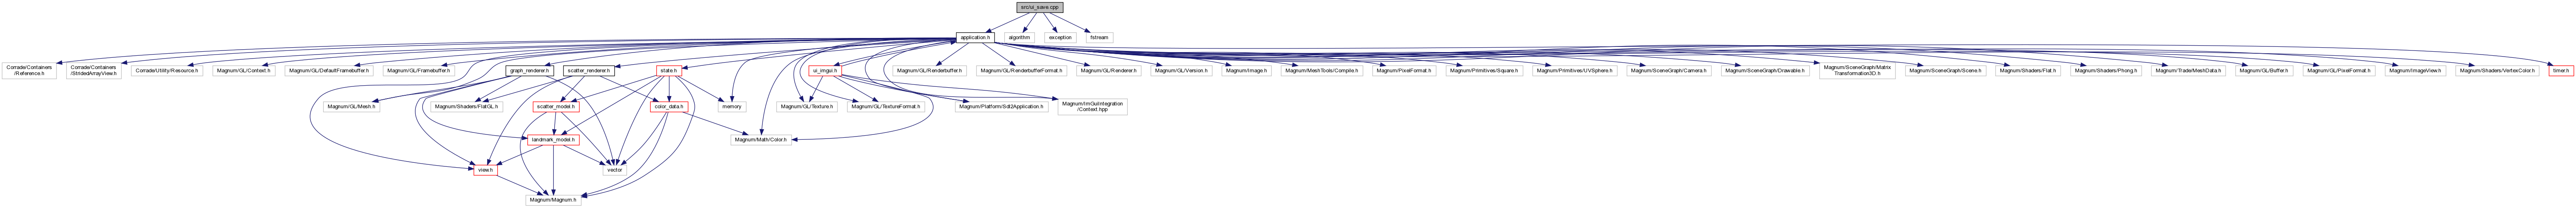 src/ui_save.cpp
application.h
algorithm
exception
fstream
Corrade/Containers
/Reference.h
Corrade/Containers
/StridedArrayView.h
Corrade/Utility/Resource.h
Magnum/GL/Context.h
Magnum/GL/DefaultFramebuffer.h
Magnum/GL/Framebuffer.h
graph_renderer.h
scatter_renderer.h
state.h
ui_imgui.h
Magnum/GL/Renderbuffer.h
Magnum/GL/RenderbufferFormat.h
Magnum/GL/Renderer.h
Magnum/GL/Version.h
Magnum/Image.h
Magnum/MeshTools/Compile.h
Magnum/PixelFormat.h
Magnum/Primitives/Square.h
Magnum/Primitives/UVSphere.h
Magnum/SceneGraph/Camera.h
Magnum/SceneGraph/Drawable.h
Magnum/SceneGraph/Matrix
Transformation3D.h
Magnum/SceneGraph/Scene.h
Magnum/Shaders/Flat.h
Magnum/Shaders/Phong.h
Magnum/Trade/MeshData.h
Magnum/GL/Buffer.h
Magnum/GL/PixelFormat.h
Magnum/ImageView.h
Magnum/Shaders/VertexColor.h
timer.h
Magnum/GL/Mesh.h
Magnum/Shaders/FlatGL.h
scatter_model.h
color_data.h
memory
Magnum/GL/Texture.h
Magnum/GL/TextureFormat.h
Magnum/Platform/Sdl2Application.h
Magnum/ImGuiIntegration
/Context.hpp
landmark_model.h
Magnum/Math/Color.h
view.h
vector
Magnum/Magnum.h